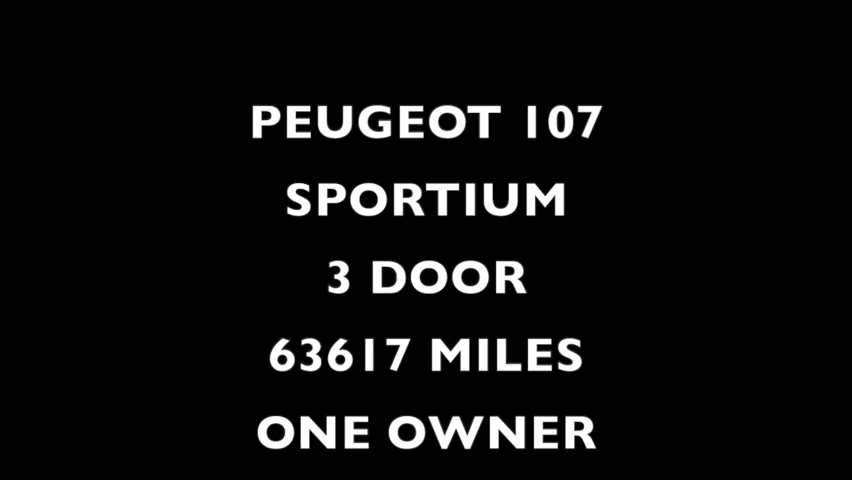 PEUGEOT 107
SPORTIUM
3 DOOR
63617 MILES
ONE OWNER